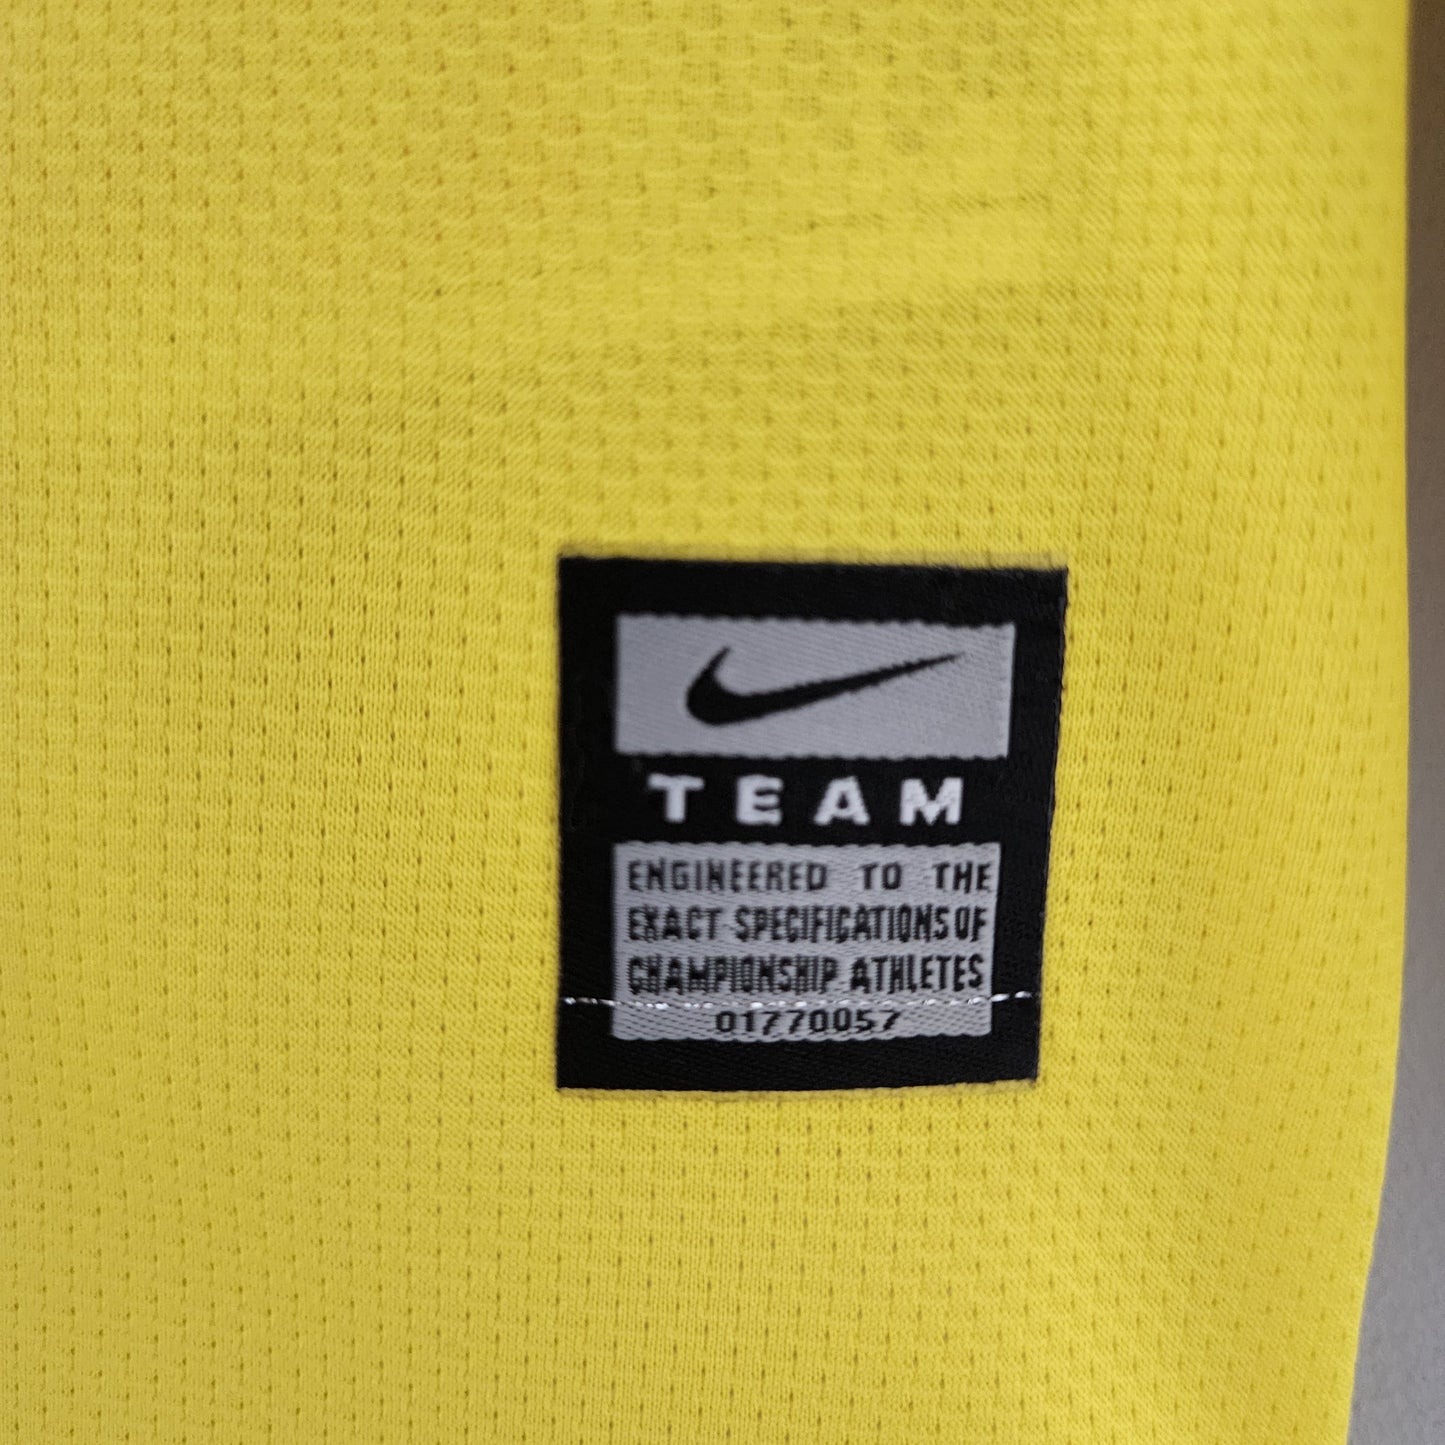 TEAM
ENGINEERED TO THE
EXACT SPECIFICATIONS OF
CHAMPIONSHIP ATHLETES
01770057